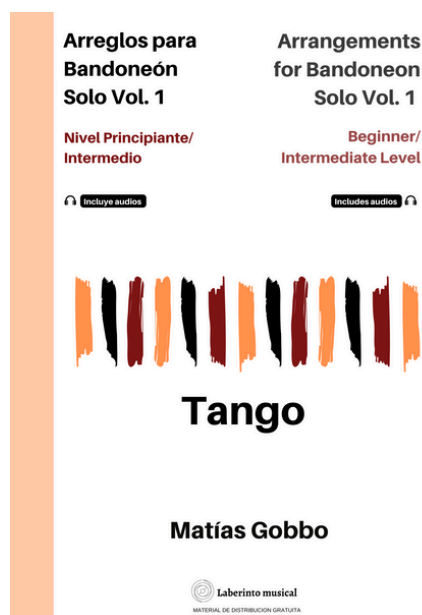 Arreglos para
Bandoneón
Solo Vol. 1
Nivel Principiante/
Intermedio
Incluye audios
Arrangements
for Bandoneon
Solo Vol. 1
Beginner/
Intermediate Level
Includes audios
Tango
Matías Gobbo
Laberinto musical
MATERIAL DE DISTRIBUCION GRATUITA